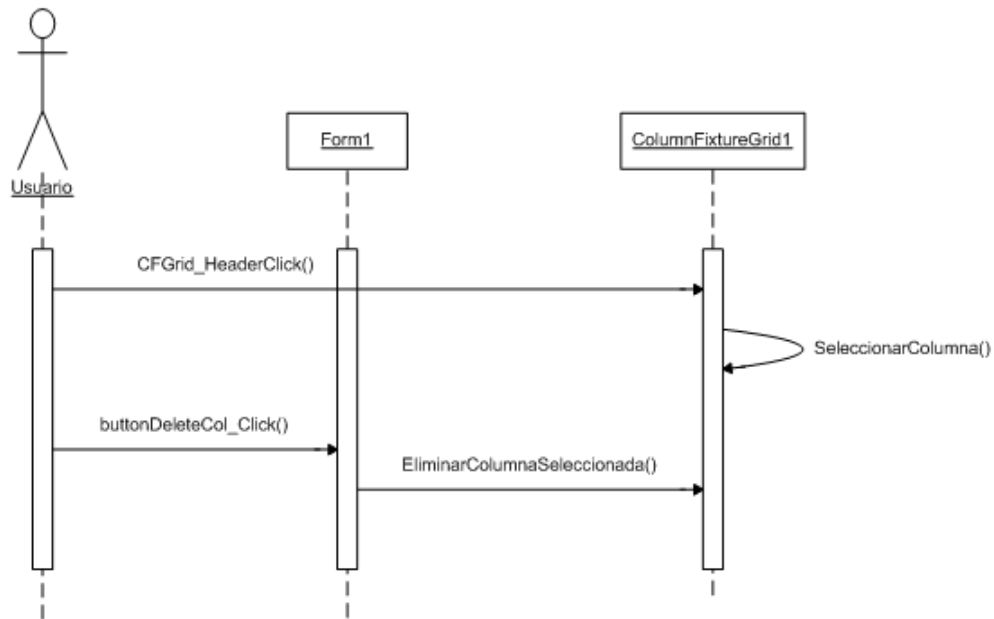 Form1
ColumnFixtureGrid1
Usuario
CFGrid_HeaderClick()
SeleccionarColumna()
buttonDeleteCol_Click()
EliminarColumnaSeleccionada()